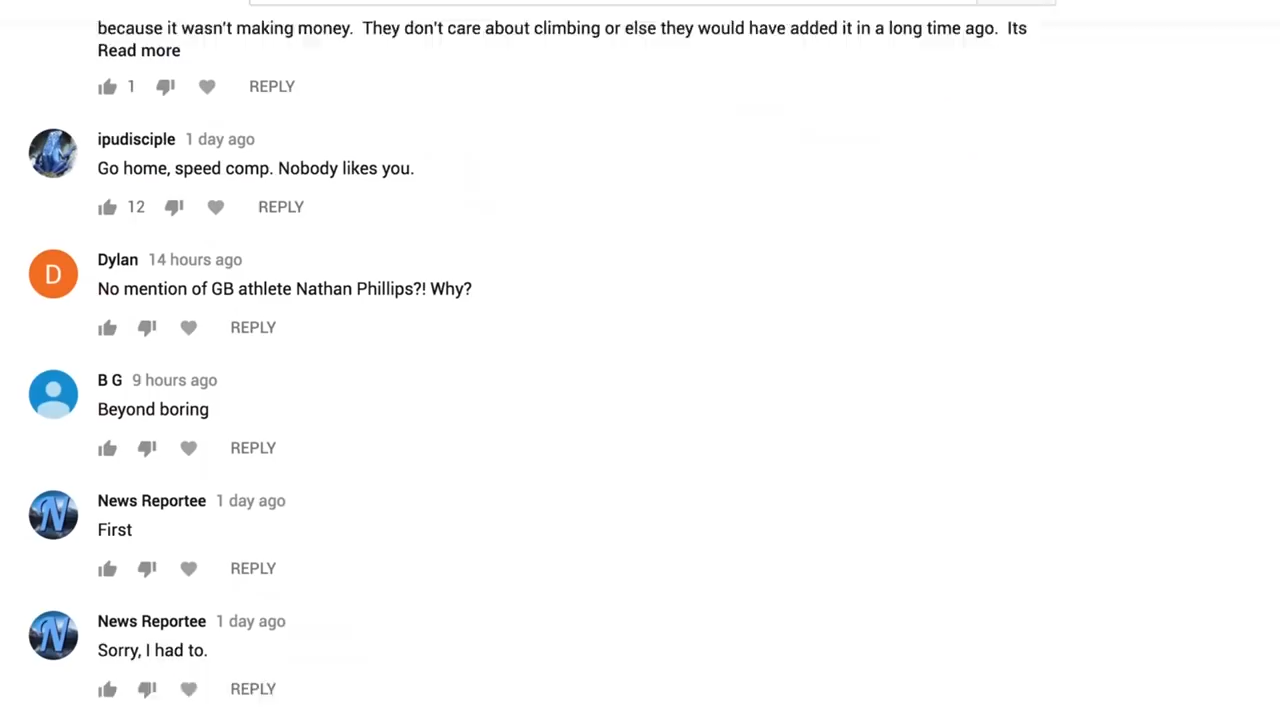 because it wasn't making money.  They don't care about climbing or else they would have added it in a long time ago.  Its
Read more
1 REPLY
ipudisciple 1 day ago
Go home, speed comp. Nobody likes you.
12 REPLY
D
Dylan 14 hours ago
No mention of GB athlete Nathan Phillips?! Why?
REPLY
B G 9 hours ago
Beyond boring
REPLY
N
News Reportee 1 day ago
First
REPLY
N
News Reportee 1 day ago
Sorry, I had to.
REPLY